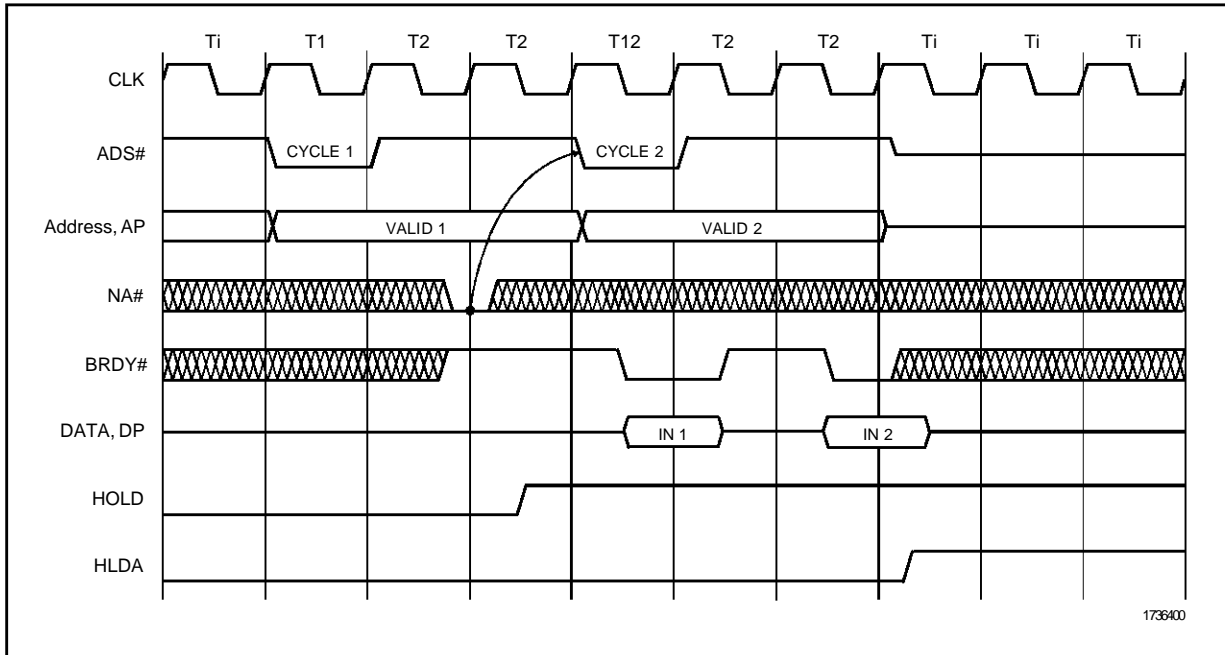 Ti T1 T2 T2 T12 T2 T2 Ti Ti Ti
CLK
ADS# CYCLE 1 CYCLE 2
Address, AP VALID 1 VALID 2
NA#
BRDY#
DATA, DP IN 1 IN 2
HOLD
HLDA
1736400